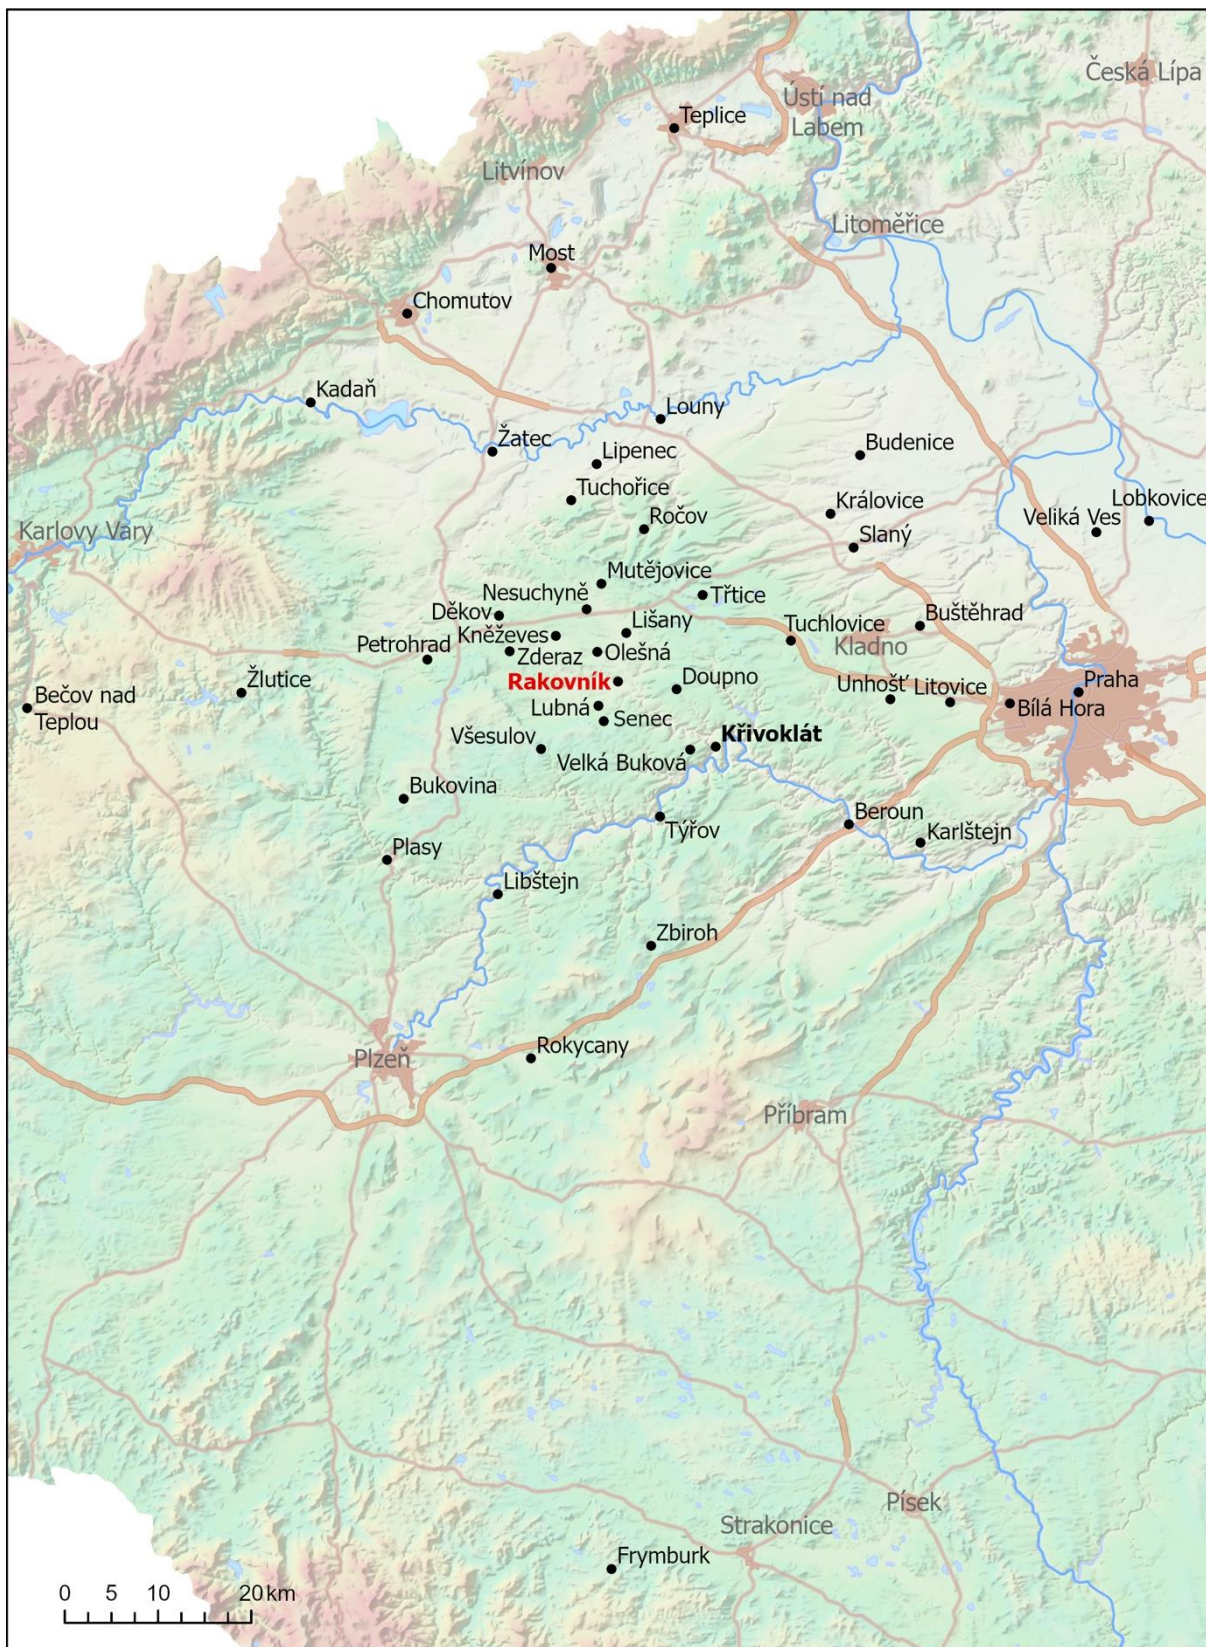 Česká Lípa
Ústí nad
Labem
Teplice
Litvínov
Litoměřice
Most
Chomutov
Kadaň
Louny
Žatec
Budenice
Lipenec
Tuchořice
Královice
Lobkovice
Veliká Ves
Ročov
Karlovy Vary
Slaný
Mutějovice
Nesuchyně
Třtice
Děkov
Lišany
Buštěhrad
Kněževes
Tuchlovice
Kladno
Petrohrad
Zderaz
Olešná
Rakovník
Doupno
Žlutice
Unhošť
Litovice
Praha
Bečov nad
Teplou
Bílá Hora
Lubná
Senec
Křivoklát
Všesulov
Velká Buková
Bukovina
Beroun
Týřov
Karlštejn
Plasy
Libštejn
Zbiroh
Rokycany
Plzeň
Příbram
Písek
Strakonice
Frymburk
0 5 10 20 km